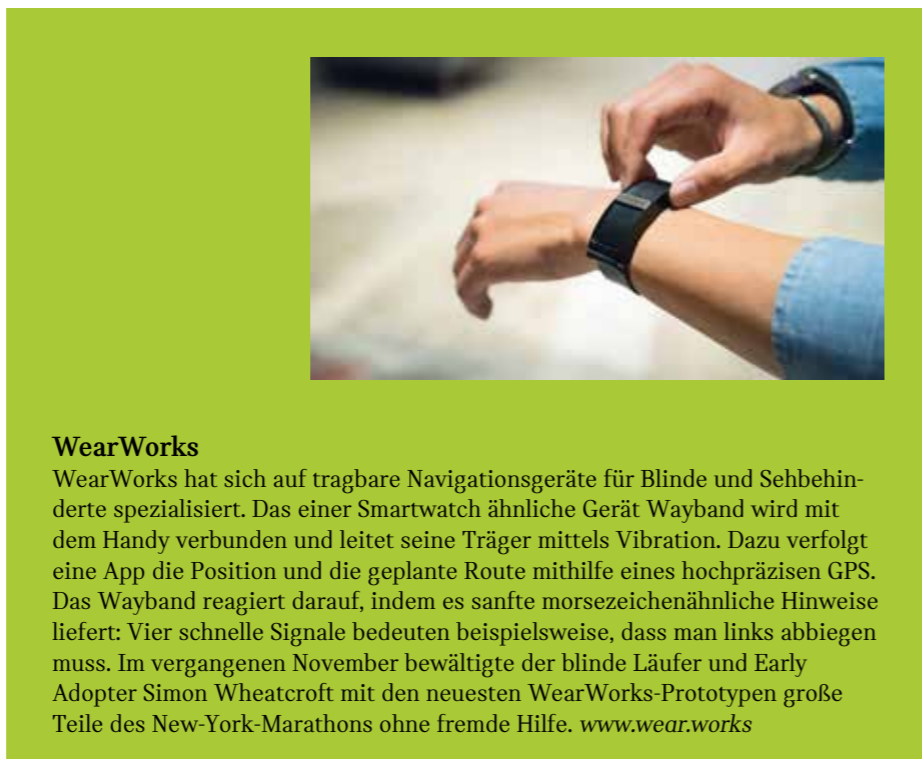 WearWorks
WearWorks hat sich auf tragbare Navigationsgeräte für Blinde und Sehbehin-
derte spezialisiert. Das einer Smartwatch ähnliche Gerät Wayband wird mit
dem Handy verbunden und leitet seine Träger mittels Vibration. Dazu verfolgt
eine App die Position und die geplante Route mithilfe eines hochpräzisen GPS.
Das Wayband reagiert darauf, indem es sanfte morsezeichenähnliche Hinweise
liefert: Vier schnelle Signale bedeuten beispielsweise, dass man links abbiegen
muss. Im vergangenen November bewältigte der blinde Läufer und Early
Adopter Simon Wheatcroft mit den neuesten WearWorks-Prototypen große
Teile des New-York-Marathons ohne fremde Hilfe. www.wear.works